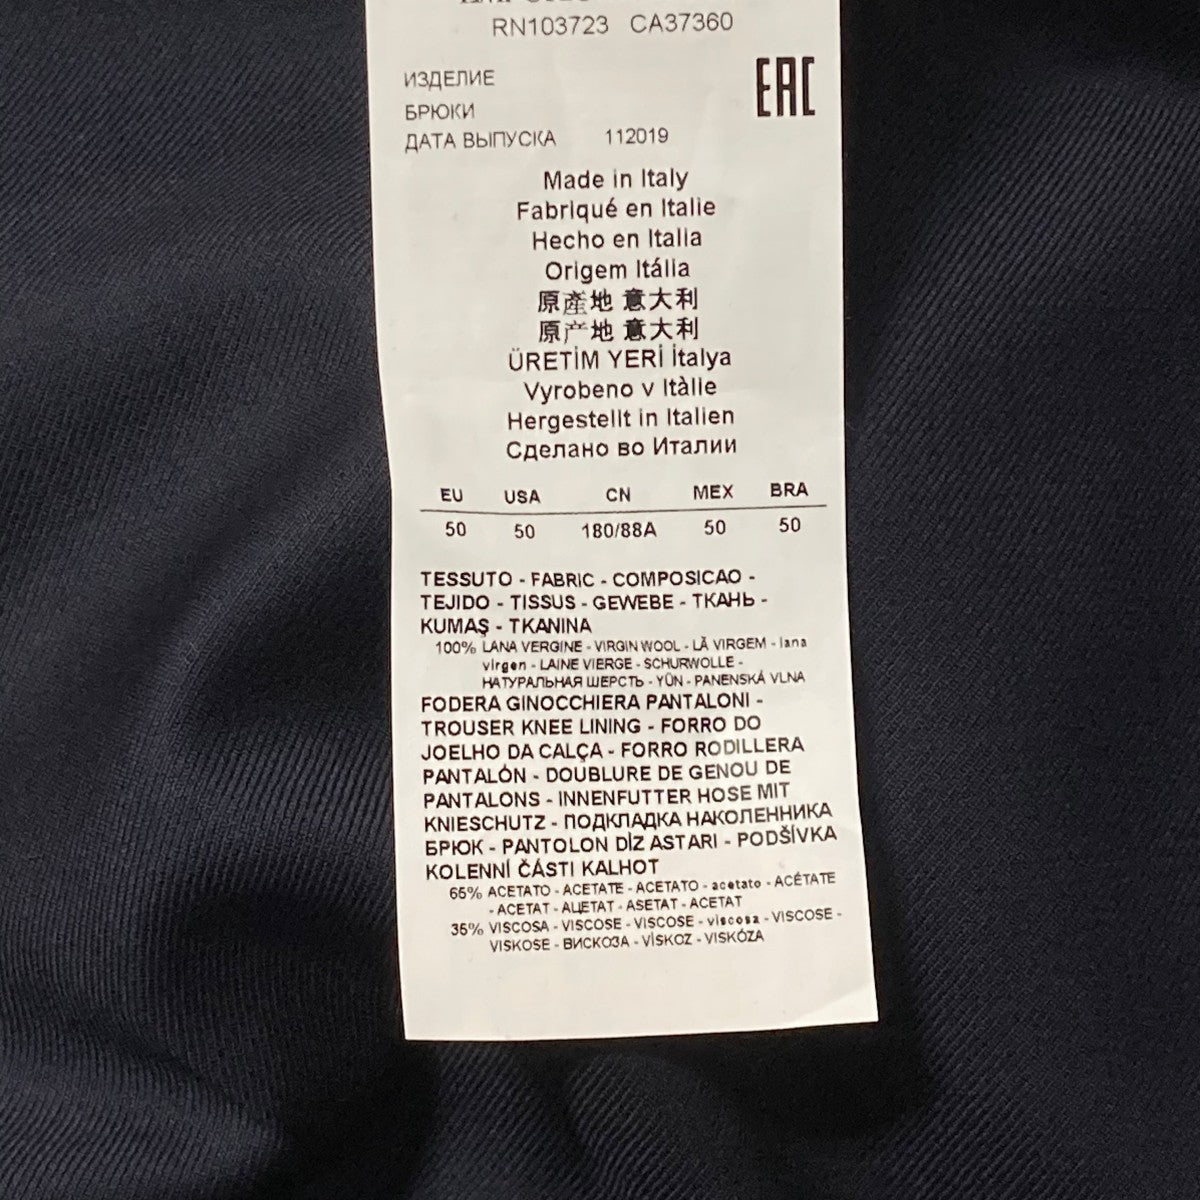 RN103723 CA37360
ИЗДЕЛИЕ
EAC
БРЮКИ
ДАТА ВЫПУСКА 112019
Made in Italy
Fabriqué en Italie
Hecho en Italia
Origem Itália
原產地 意大利
原产地 意大利
ÜRETİM YERİ İtalya
Vyrobeno v Itàlie
Hergestellt in Italien
Сделано во Италии
EU USA CN MEX BRA
50 50 180/88A 50 50
TESSUTO - FABRIC - COMPOSICAO -
TEJIDO - TISSUS - GEWEBE - ТКАНЬ -
KUMAŞ - TKANINA
100% LANA VERGINE - VIRGIN WOOL - LÃ VIRGEM - lana
virgen - LAINE VIERGE - SCHURWOLLE -
НАТУРАЛЬНАЯ ШЕРСТЬ - YÜN - PANENSKÁ VLNA
FODERA GINOCCHIERA PANTALONI -
TROUSER KNEE LINING - FORRO DO
JOELHO DA CALÇA - FORRO RODILLERA
PANTALÓN - DOUBLURE DE GENOU DE
PANTALONS - INNENFUTTER HOSE MIT
KNIESCHUTZ - ПОДКЛАДКА НАКОЛЕННИКА
БРЮК - PANTOLON DİZ ASTARI - PODŠÍVKA
KOLENNÍ ČÁSTI KALHOT
65% ACETATO - ACETATE - ACETATO - acetato - ACÉTATE
- ACETAT - АЦЕТАТ - ASETAT - ACETAT
35% VISCOSA - VISCOSE - VISCOSE - viscosa - VISCOSE -
VISKOSE - ВИСКОЗА - VİSKOZ - VISKÓZA